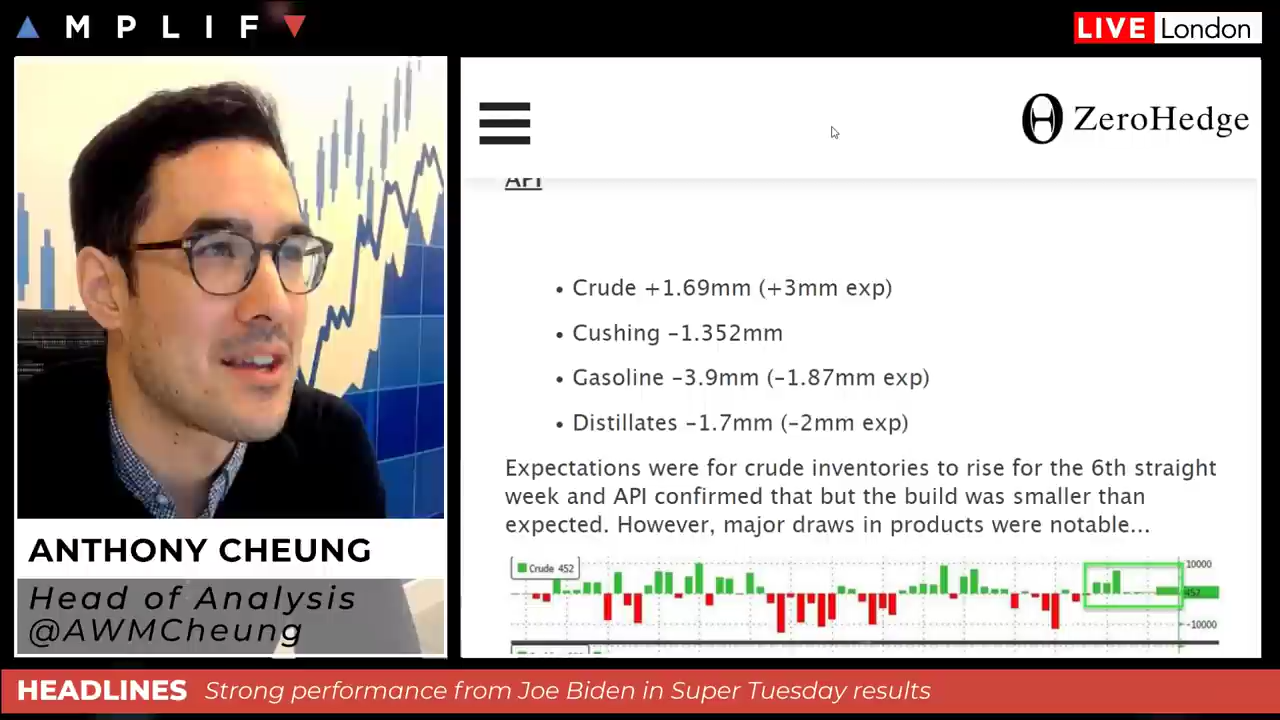 AMPLIFY
LIVE London
ZeroHedge
API
• Crude +1.69mm (+3mm exp)
• Cushing -1.352mm
• Gasoline -3.9mm (-1.87mm exp)
• Distillates -1.7mm (-2mm exp)
Expectations were for crude inventories to rise for the 6th straight
week and API confirmed that but the build was smaller than
expected. However, major draws in products were notable...
Crude 452
10000
452
-10000
ANTHONY CHEUNG
Head of Analysis
@AWMCheung
HEADLINES Strong performance from Joe Biden in Super Tuesday results